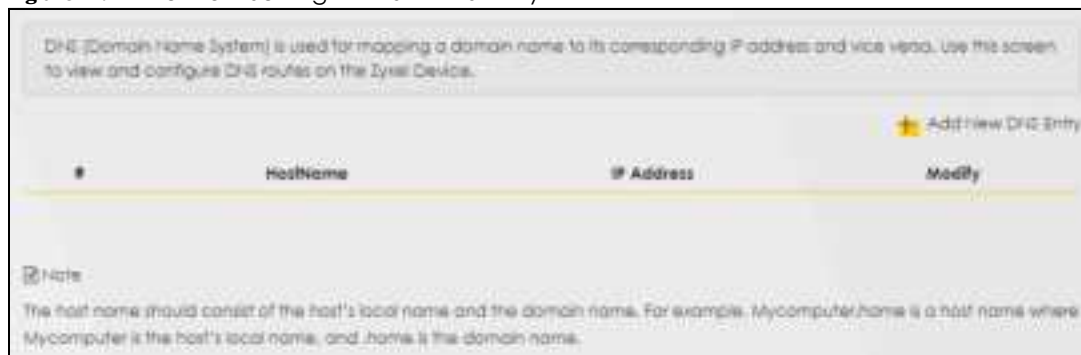 DNS (Domain Name System) is used for mapping a domain name to its corresponding IP address and vice versa. Use this screen
to view and configure DNS routes on the Zyxel Device.
Add New DNS Entry
# HostName IP Address Modify
Note
The host name should consist of the host's local name and the domain name. For example, Mycomputer.home is a host name where
Mycomputer is the host's local name, and .home is the domain name.